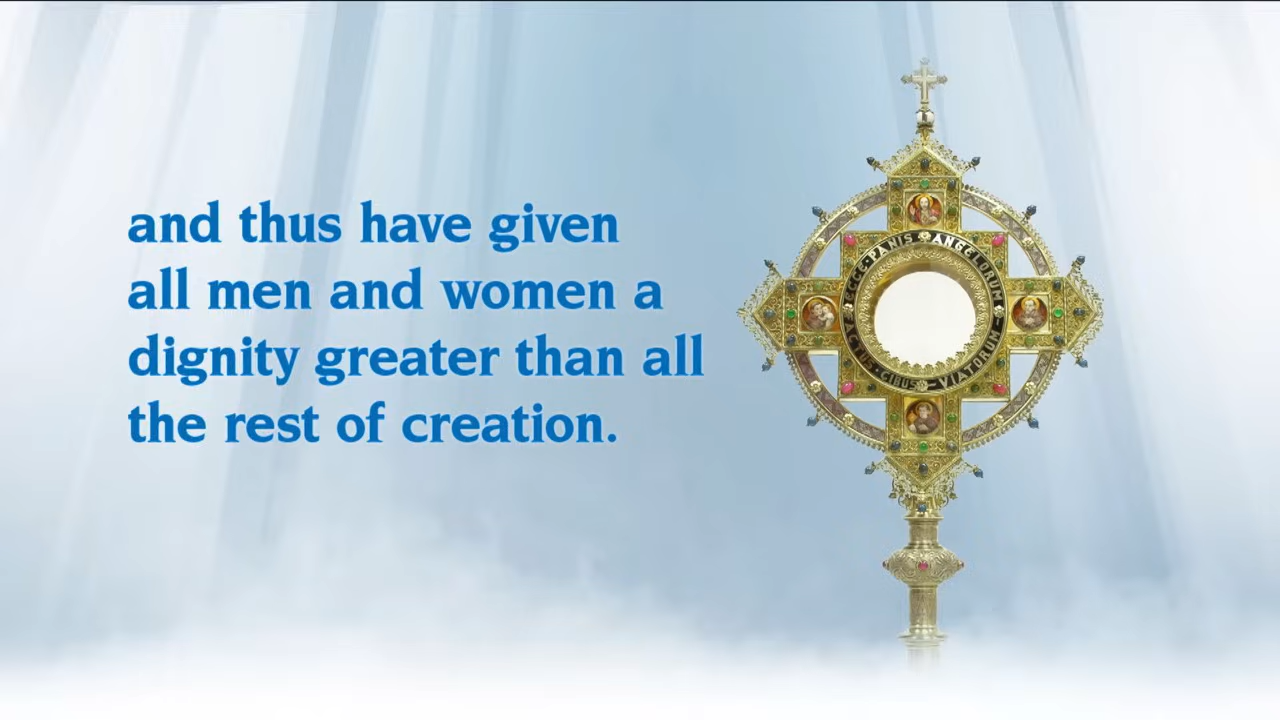 and thus have given
all men and women a
dignity greater than all
the rest of creation.
ECCE·PANIS ANGELORUM
FACTUS·CIBUS–VIATORUM–